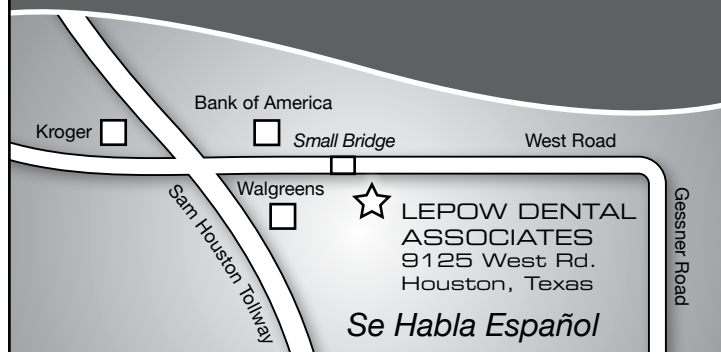 Bank of America
Kroger
Small Bridge
West Road
Walgreens
Sam Houston Tollway
LEPOW DENTAL
ASSOCIATES
9125 West Rd.
Houston, Texas
Gessner Road
Se Habla Español